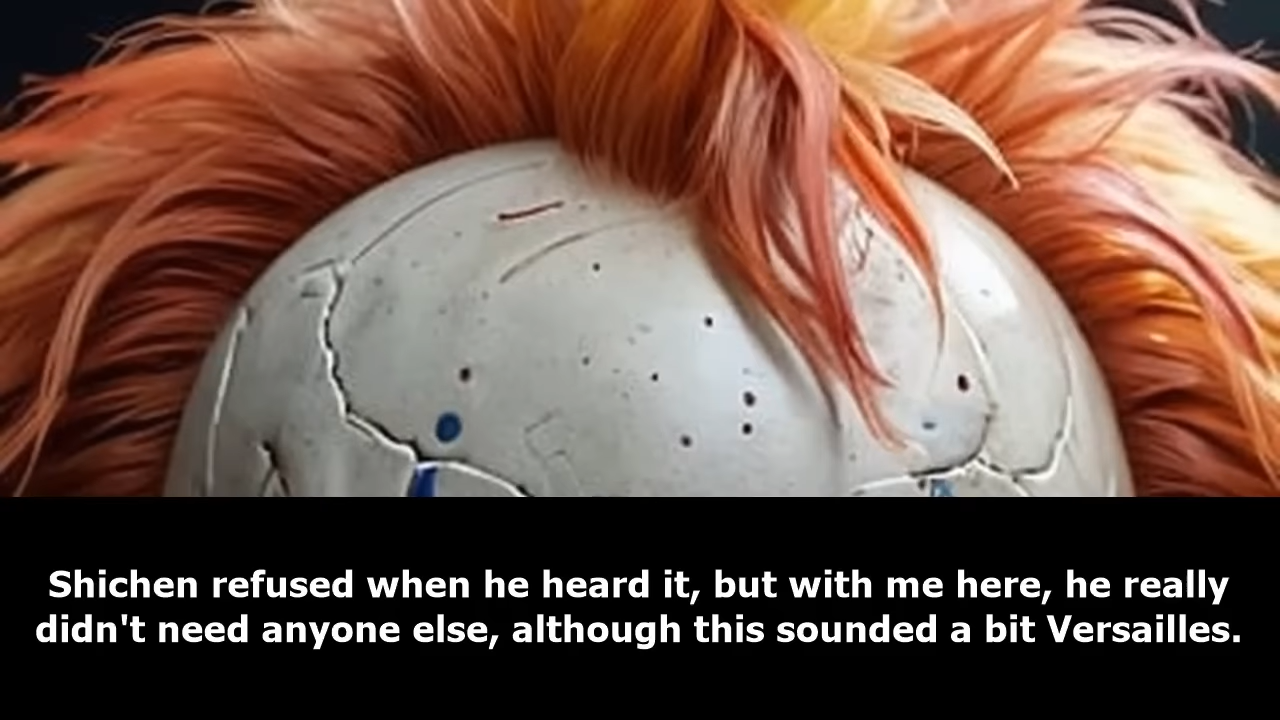 Shichen refused when he heard it, but with me here, he really
didn't need anyone else, although this sounded a bit Versailles.